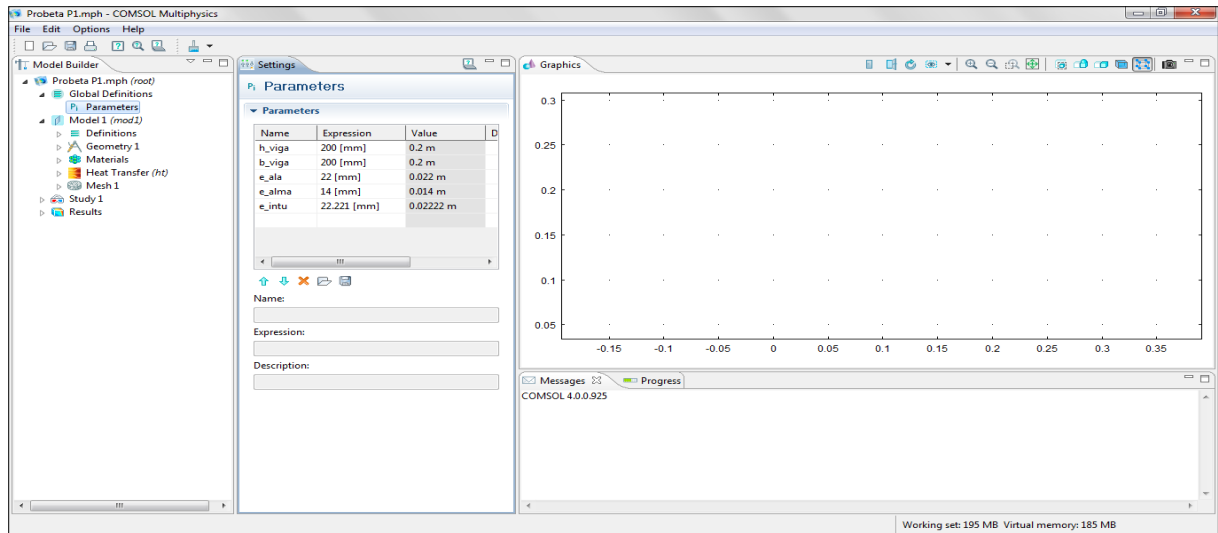 Probeta P1.mph - COMSOL Multiphysics
File Edit Options Help
Model Builder
Probeta P1.mph (root)
Global Definitions
Pi Parameters
Model 1 (mod1)
Definitions
Geometry 1
Materials
Heat Transfer (ht)
Mesh 1
Study 1
Results
Settings
Pi Parameters
Parameters
Name Expression Value D
h_viga 200 [mm] 0.2 m
b_viga 200 [mm] 0.2 m
e_ala 22 [mm] 0.022 m
e_alma 14 [mm] 0.014 m
e_intu 22.221 [mm] 0.02222 m
Name:
Expression:
Description:
Graphics
0.3
0.25
0.2
0.15
0.1
0.05
-0.15 -0.1 -0.05 0 0.05 0.1 0.15 0.2 0.25 0.3 0.35
Messages Progress
COMSOL 4.0.0.925
Working set: 195 MB Virtual memory: 185 MB